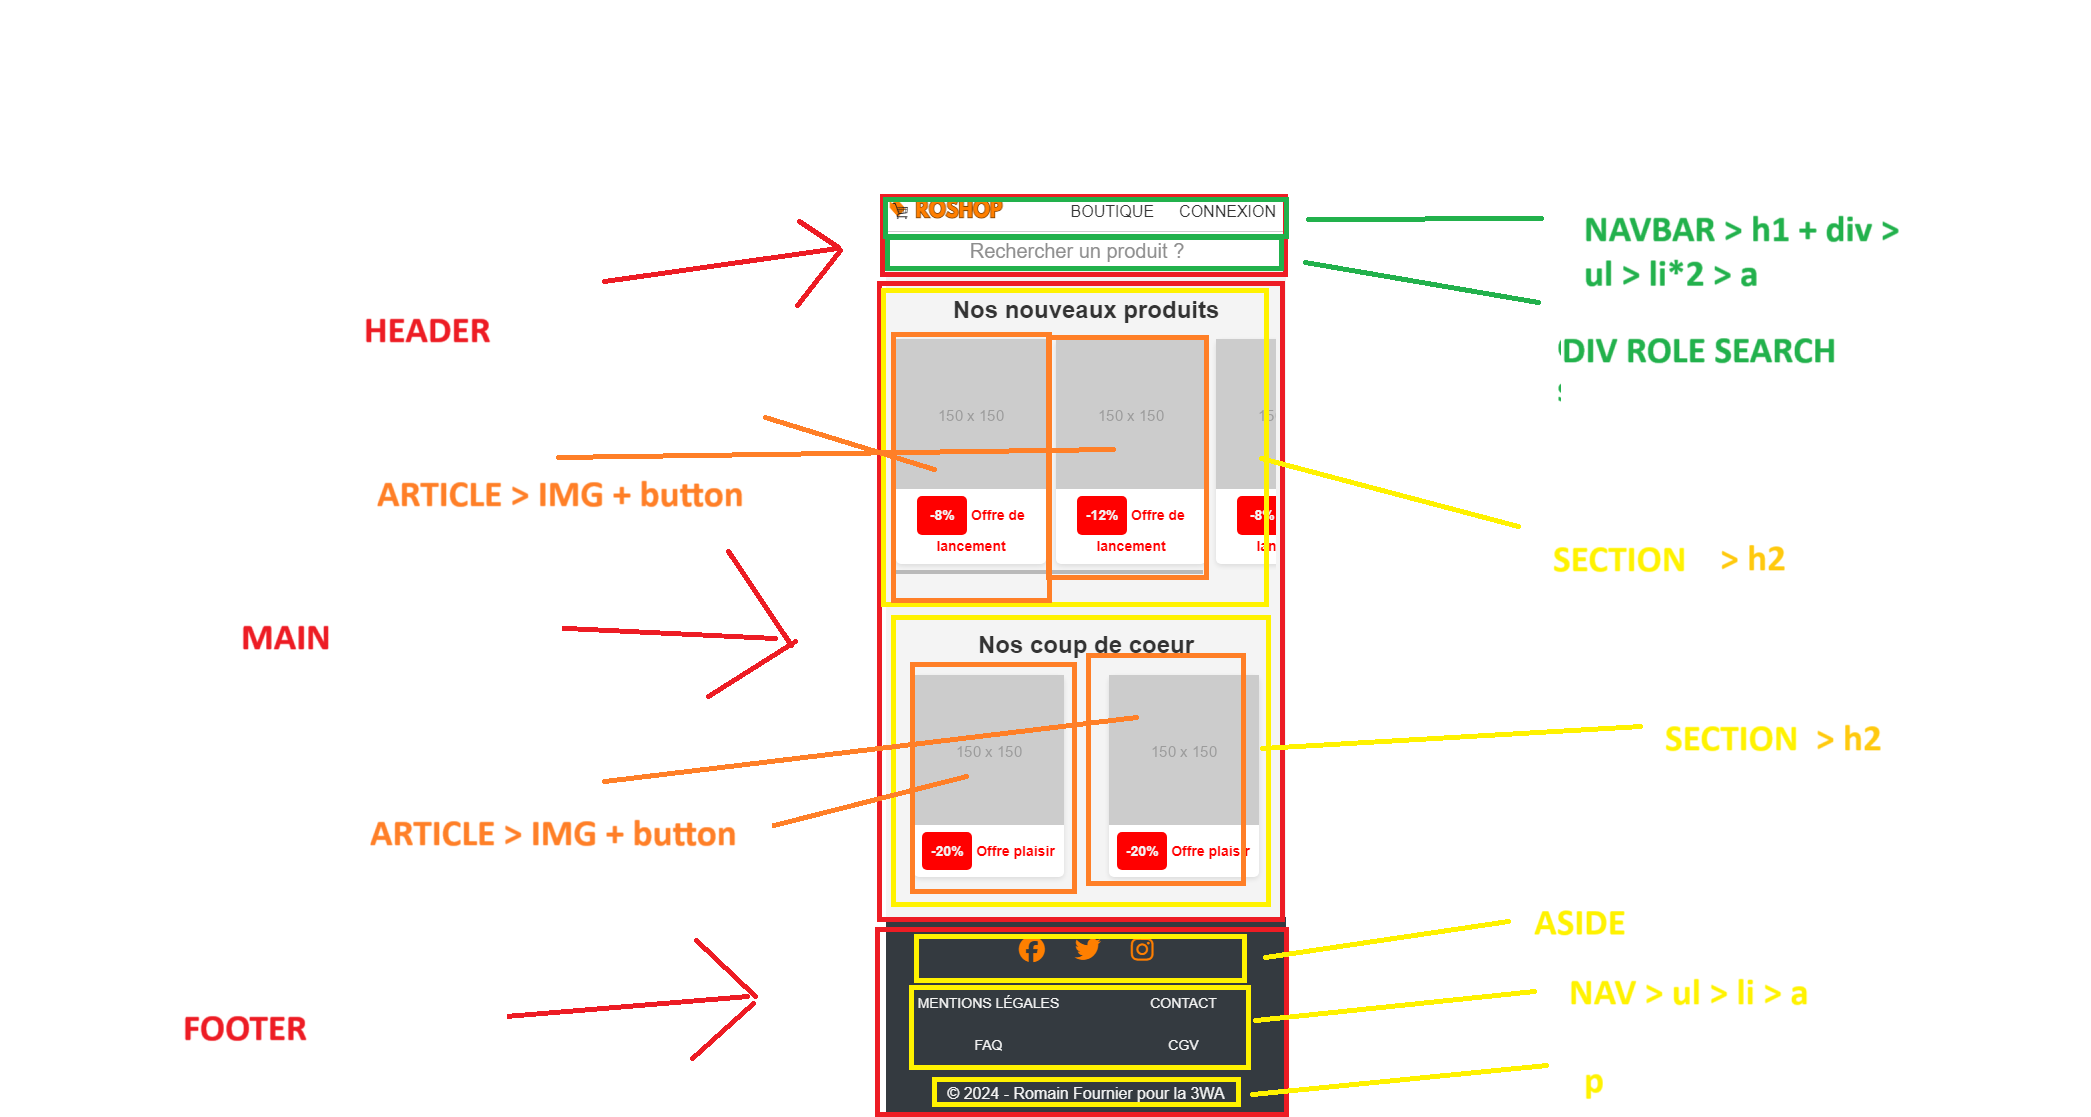 ROSHOP BOUTIQUE CONNEXION
NAVBAR > h1 + div >
ul > li*2 > a
Rechercher un produit ?
HEADER
Nos nouveaux produits
DIV ROLE SEARCH
150 x 150 150 x 150 15
ARTICLE > IMG + button
-8% Offre de lancement
-12% Offre de lancement
-8% lan
SECTION > h2
MAIN
Nos coup de coeur
SECTION > h2
150 x 150 150 x 150
ARTICLE > IMG + button
-20% Offre plaisir -20% Offre plaisir
ASIDE
MENTIONS LÉGALES CONTACT
NAV > ul > li > a
FOOTER
FAQ CGV
© 2024 - Romain Fournier pour la 3WA
p